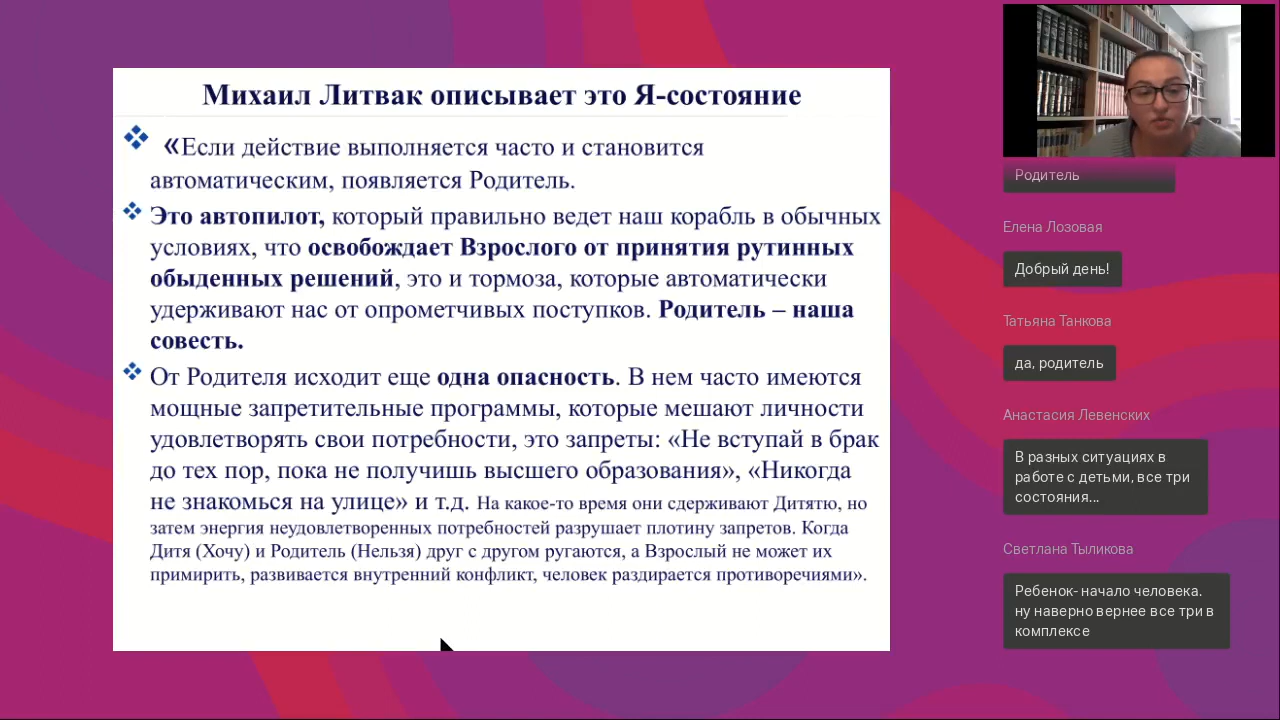 Михаил Литвак описывает это Я-состояние
«Если действие выполняется часто и становится
автоматическим, появляется Родитель.
Это автопилот, который правильно ведет наш корабль в обычных
условиях, что освобождает Взрослого от принятия рутинных
обыденных решений, это и тормоза, которые автоматически
удерживают нас от опрометчивых поступков. Родитель – наша
совесть.
От Родителя исходит еще одна опасность. В нем часто имеются
мощные запретительные программы, которые мешают личности
удовлетворять свои потребности, это запреты: «Не вступай в брак
до тех пор, пока не получишь высшего образования», «Никогда
не знакомься на улице» и т.д. На какое-то время они сдерживают Дитятю, но
затем энергия неудовлетворенных потребностей разрушает плотину запретов. Когда
Дитя (Хочу) и Родитель (Нельзя) друг с другом ругаются, а Взрослый не может их
примирить, развивается внутренний конфликт, человек раздирается противоречиями».
Родитель
Елена Лозовая
Добрый день!
Татьяна Танкова
да, родитель
Анастасия Левенских
В разных ситуациях в
работе с детьми, все три
состояния...
Светлана Тыликова
Ребенок- начало человека.
ну наверно вернее все три в
комплексе